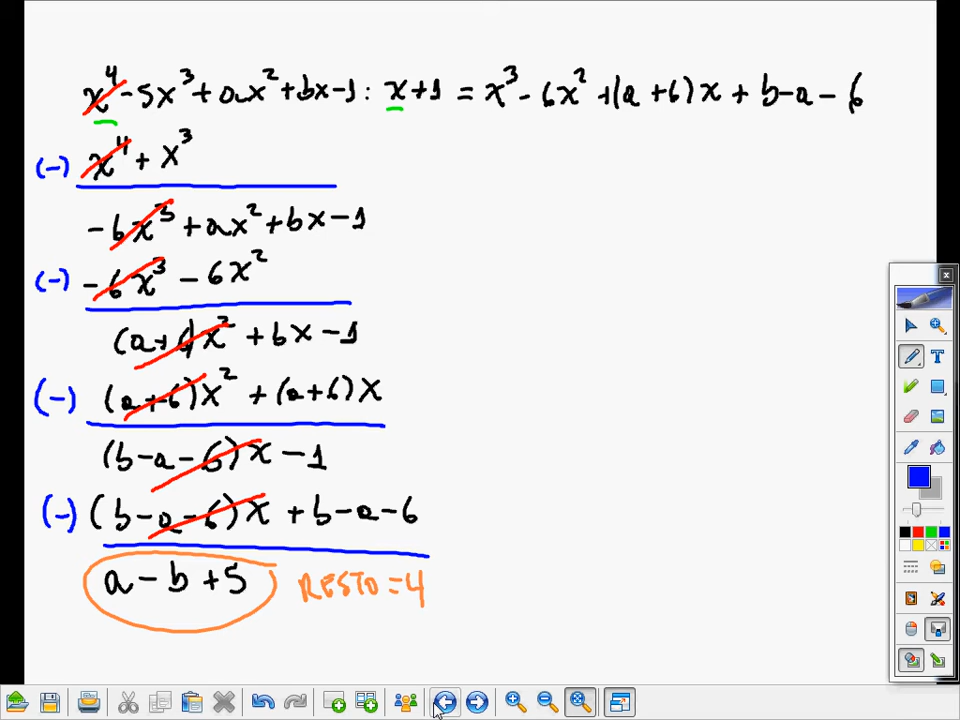 x⁴ - 5x³ + ax² + bx - 1 : x + 1 = x³ - 6x² + (a + 6)x + b - a - 6
(-) x⁴ + x³
- 6x³ + ax² + bx - 1
(-) - 6x³ - 6x²
(a + 6)x² + bx - 1
(-) (a + 6)x² + (a + 6)x
(b - a - 6)x - 1
(-) (b - a - 6)x + b - a - 6
a - b + 5 RESTO = 4
x
T